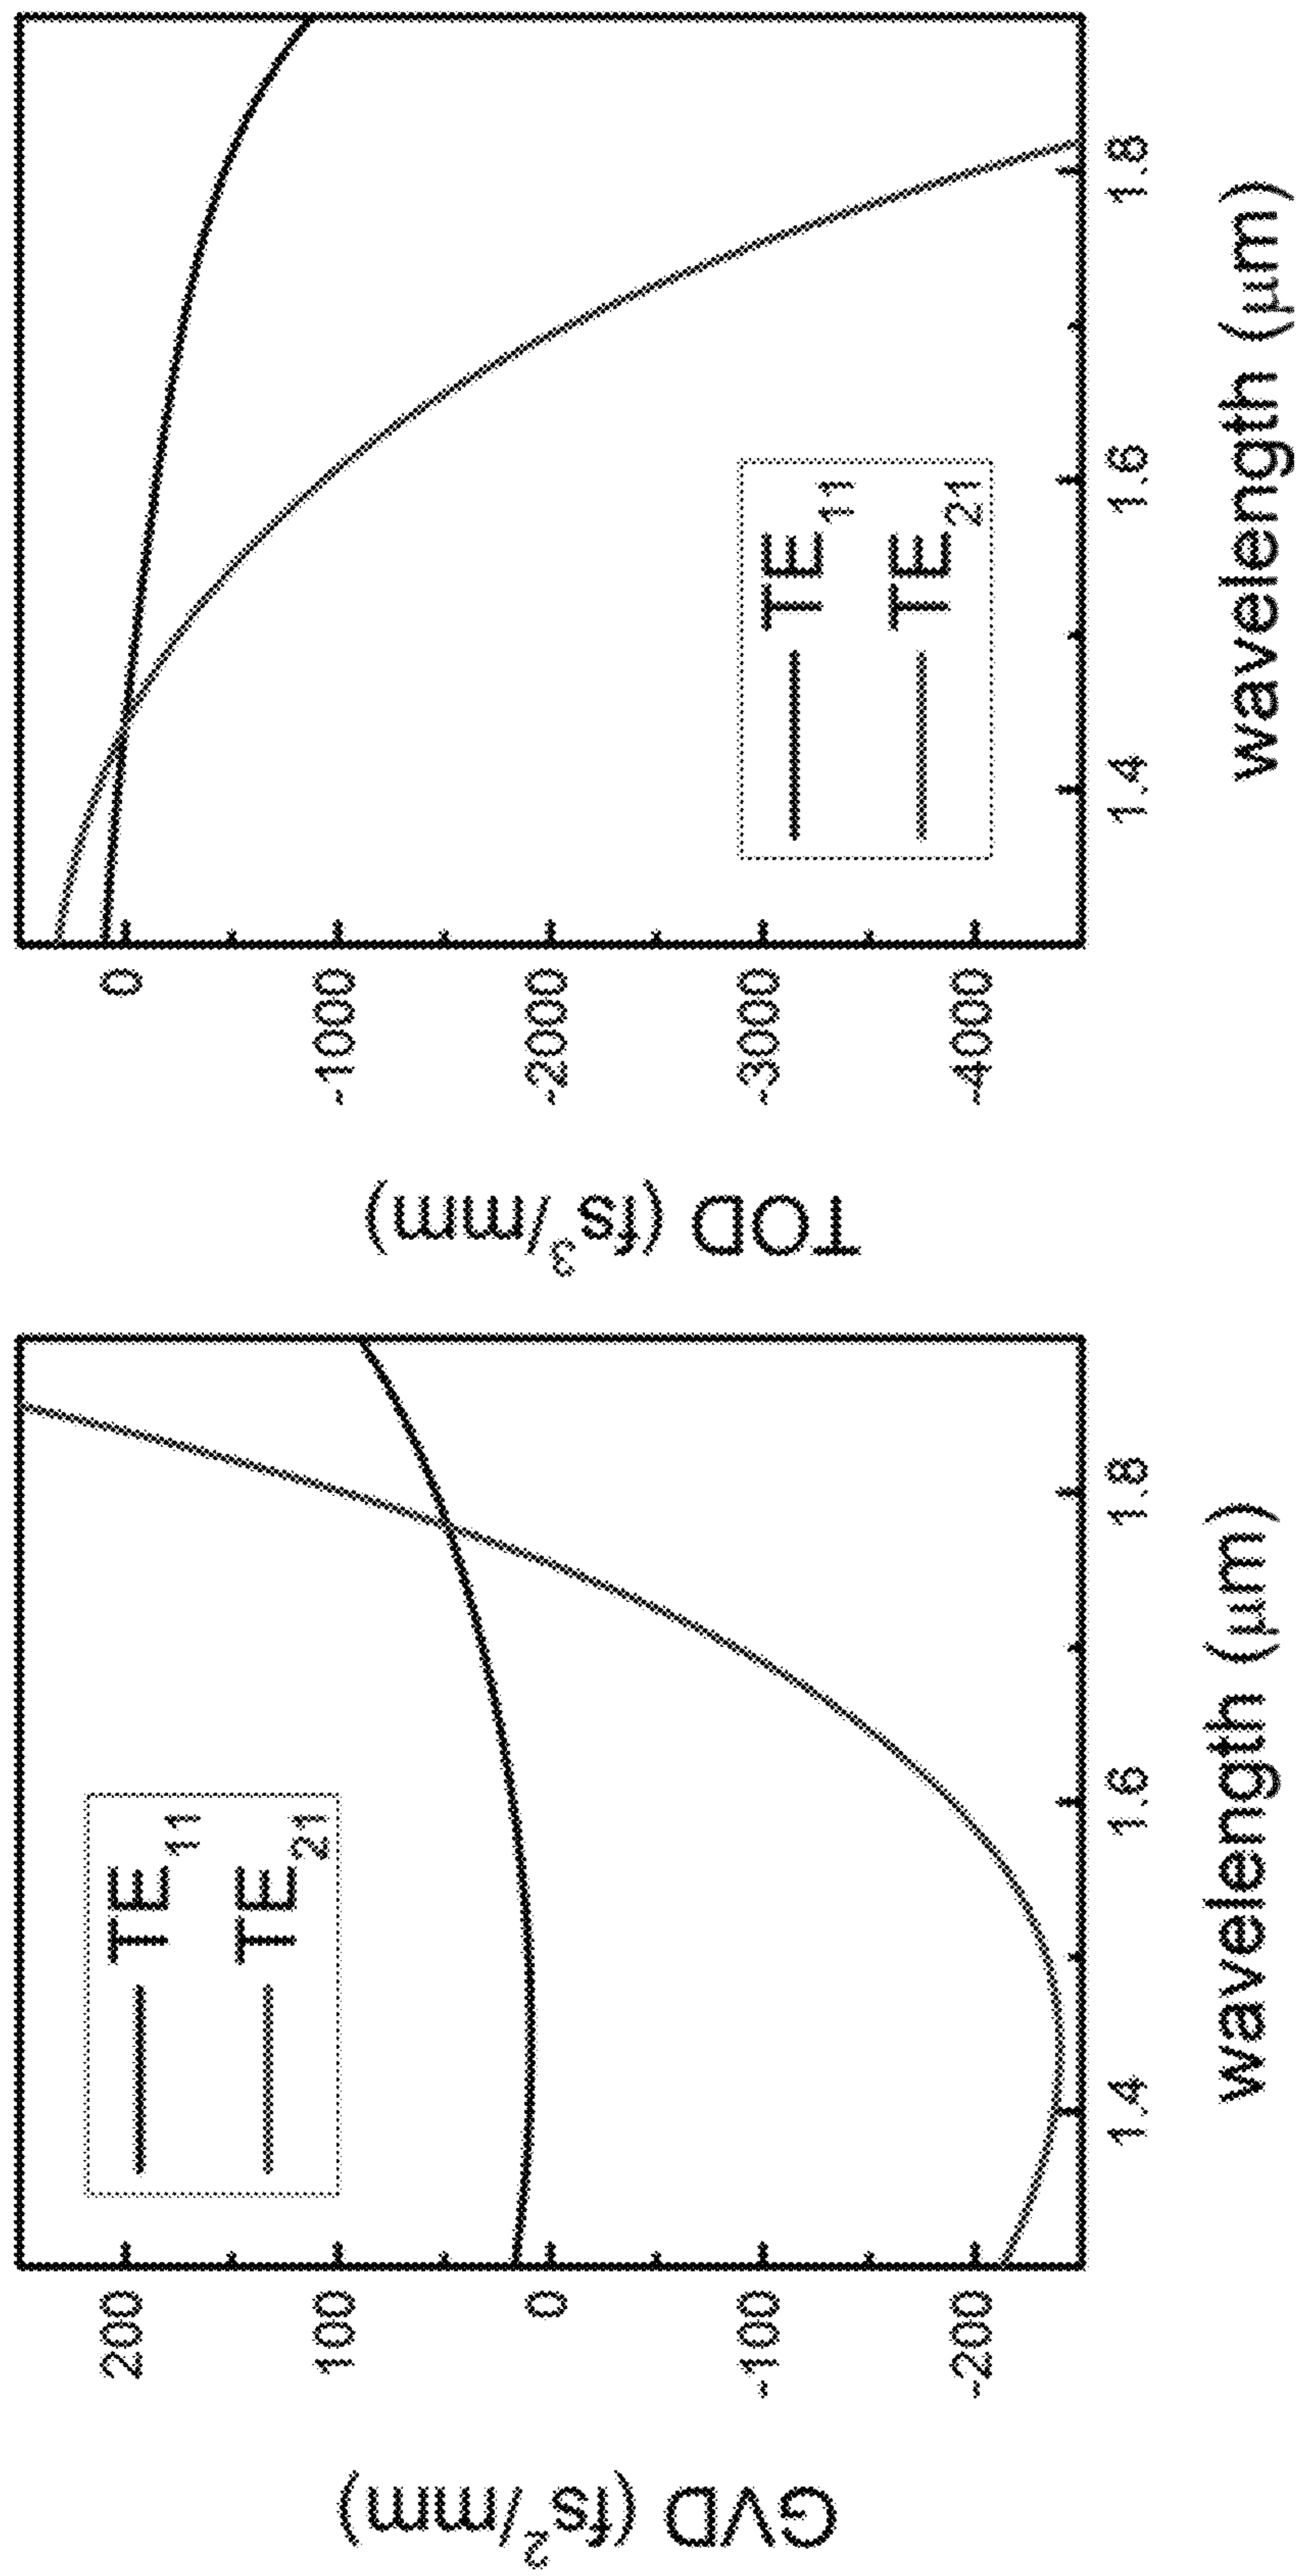 GVD (fs²/mm)
200
100
0
-100
-200
TE₁₁
TE₂₁
1.4
1.6
1.8
wavelength (μm)
TOD (fs³/mm)
0
-1000
-2000
-3000
-4000
TE₁₁
TE₂₁
1.4
1.6
1.8
wavelength (μm)